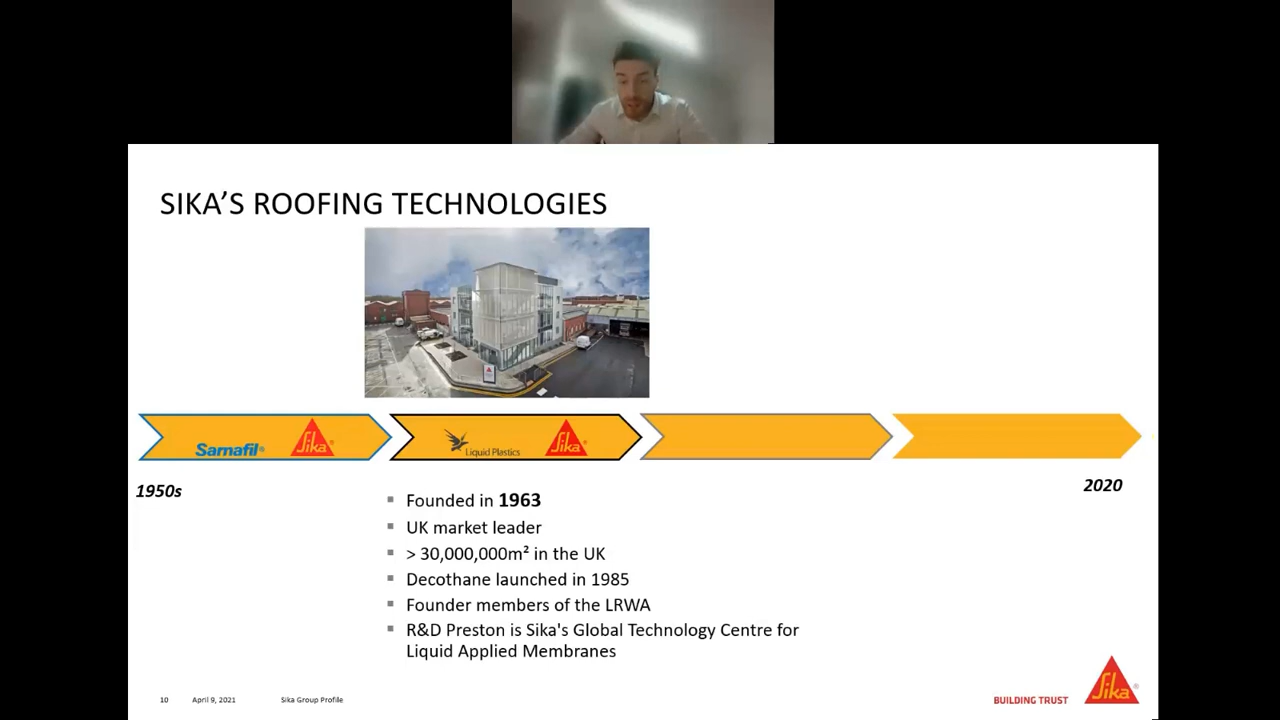 SIKA'S ROOFING TECHNOLOGIES
Sarnafil® Sika®
Liquid Plastics Sika®
1950s
2020
▪ Founded in 1963
▪ UK market leader
▪ > 30,000,000m² in the UK
▪ Decothane launched in 1985
▪ Founder members of the LRWA
▪ R&D Preston is Sika's Global Technology Centre for
Liquid Applied Membranes
10 April 9, 2021 Sika Group Profile
BUILDING TRUST Sika®